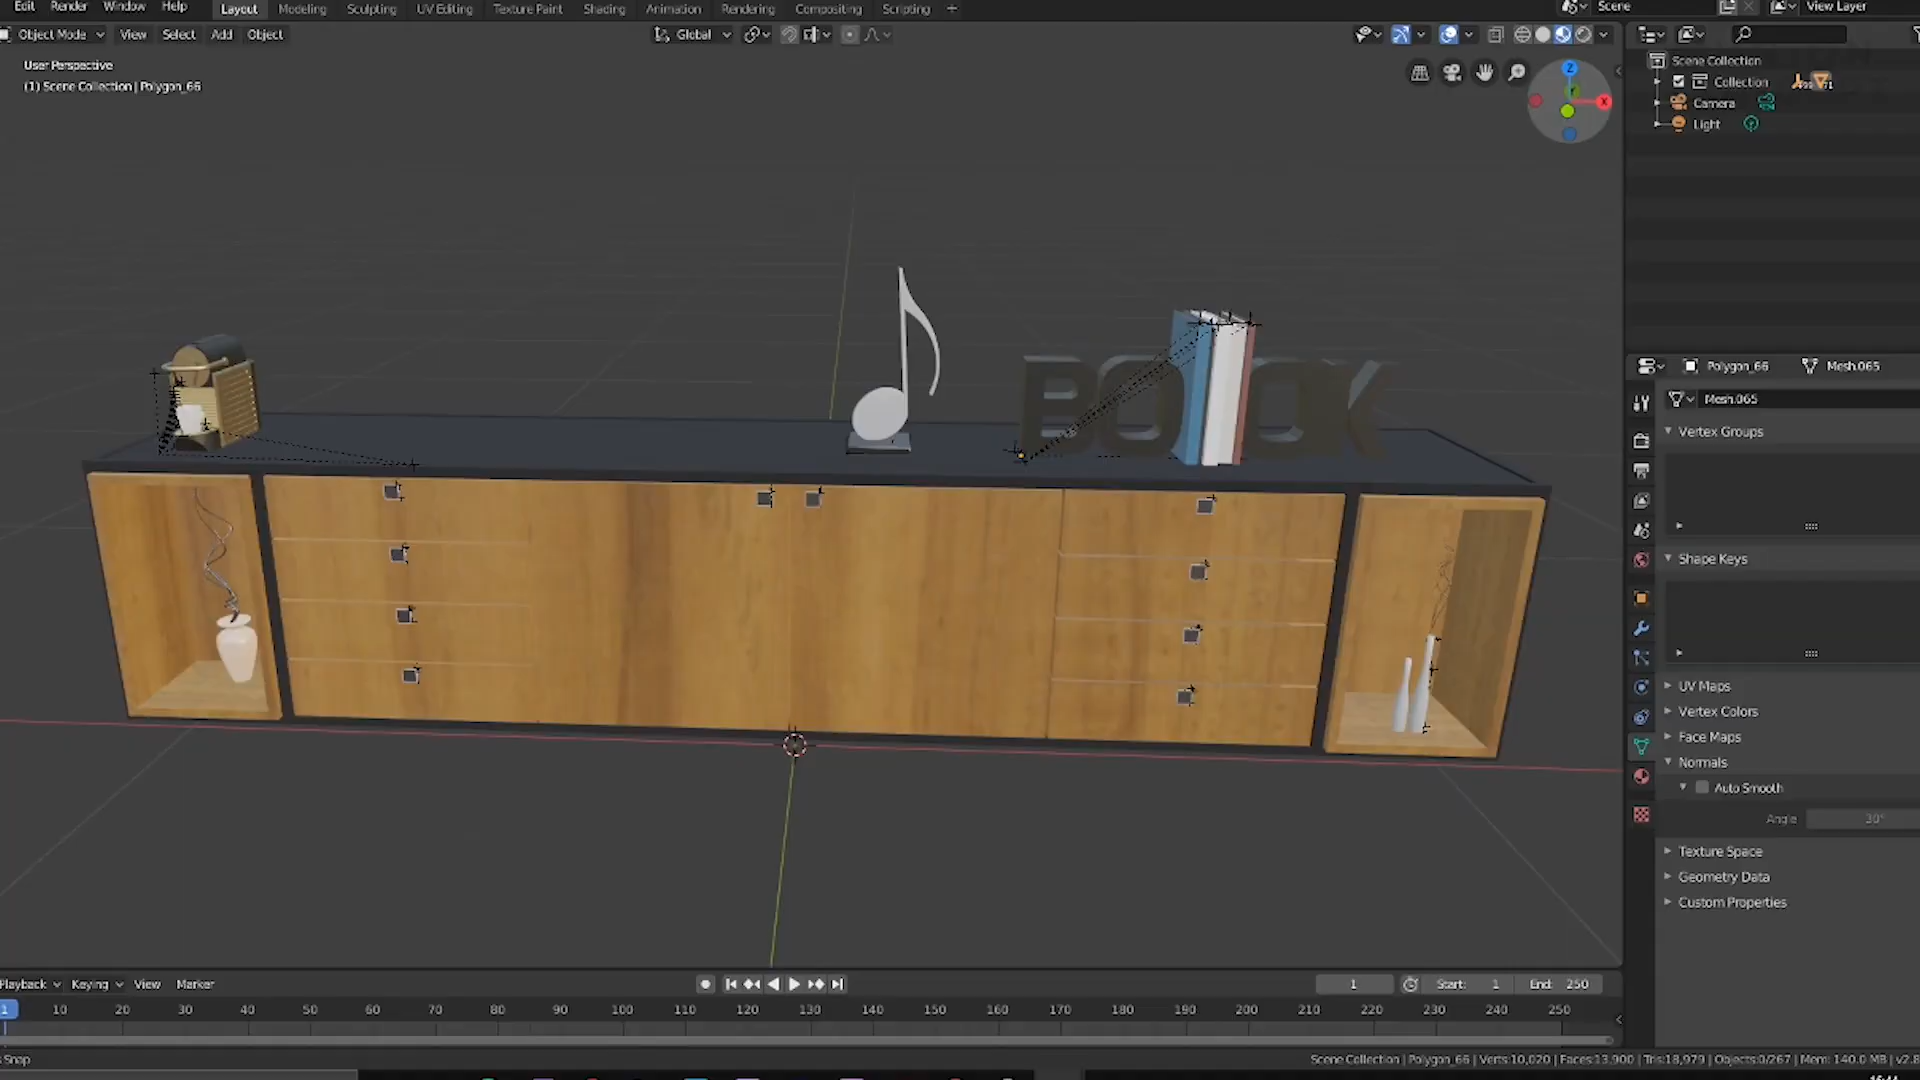 Edit Render Window Help Layout Modeling Sculpting UV Editing Texture Paint Shading Animation Rendering Compositing Scripting + Scene View Layer
Object Mode View Select Add Object Global
User Perspective
(1) Scene Collection | Polygon_66
Z
X
Scene Collection
Collection
Camera
Light
BOOK
Polygon_66 Mesh.065
Mesh.065
Vertex Groups
Shape Keys
UV Maps
Vertex Colors
Face Maps
Normals
Auto Smooth
Angle 30°
Texture Space
Geometry Data
Custom Properties
Playback Keying View Marker 1 Start: 1 End: 250
1 10 20 30 40 50 60 70 80 90 100 110 120 130 140 150 160 170 180 190 200 210 220 230 240 250
Snap
Scene Collection | Polygon_66 | Verts:10,020 | Faces:13,900 | Tris:18,979 | Objects:0/267 | Mem: 140.0 MB | v2.8